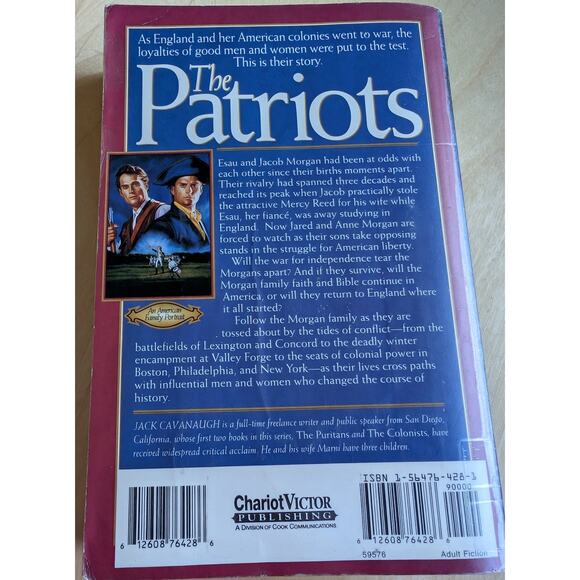 As England and her American colonies went to war, the
loyalties of good men and women were put to the test.
This is their story.
The
Patriots
Esau and Jacob Morgan had been at odds with
each other since their births moments apart.
Their rivalry had spanned three decades and
reached its peak when Jacob practically stole
the attractive Mercy Reed for his wife while
Esau, her fiancé, was away studying in
England. Now Jared and Anne Morgan are
forced to watch as their sons take opposing
stands in the struggle for American liberty.
Will the war for independence tear the
Morgans apart? And if they survive, will the
Morgan family faith and Bible continue in
America, or will they return to England where
it all started?
Follow the Morgan family as they are
tossed about by the tides of conflict—from the
battlefields of Lexington and Concord to the deadly winter
encampment at Valley Forge to the seats of colonial power in
Boston, Philadelphia, and New York—as their lives cross paths
with influential men and women who changed the course of
history.
An American
Family Portrait
JACK CAVANAUGH is a full-time freelance writer and public speaker from San Diego,
California, whose first two books in this series, The Puritans and The Colonists, have
received widespread critical acclaim. He and his wife Marni have three children.
ISBN 1-56476-428-1
90000
ChariotVICTOR
PUBLISHING
A DIVISION OF COOK COMMUNICATIONS
6 12608 76428 6
6 12608 76428 6
59576 Adult Fiction